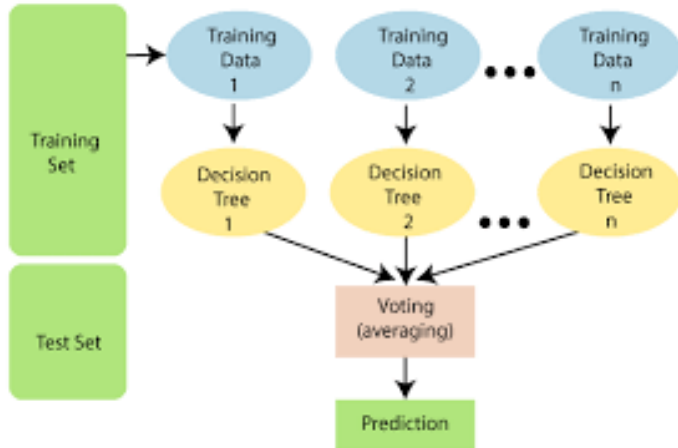 Training
Set
Test Set
Training
Data
1
Training
Data
2
Training
Data
n
Decision
Tree
1
Decision
Tree
2
Decision
Tree
n
Voting
(averaging)
Prediction